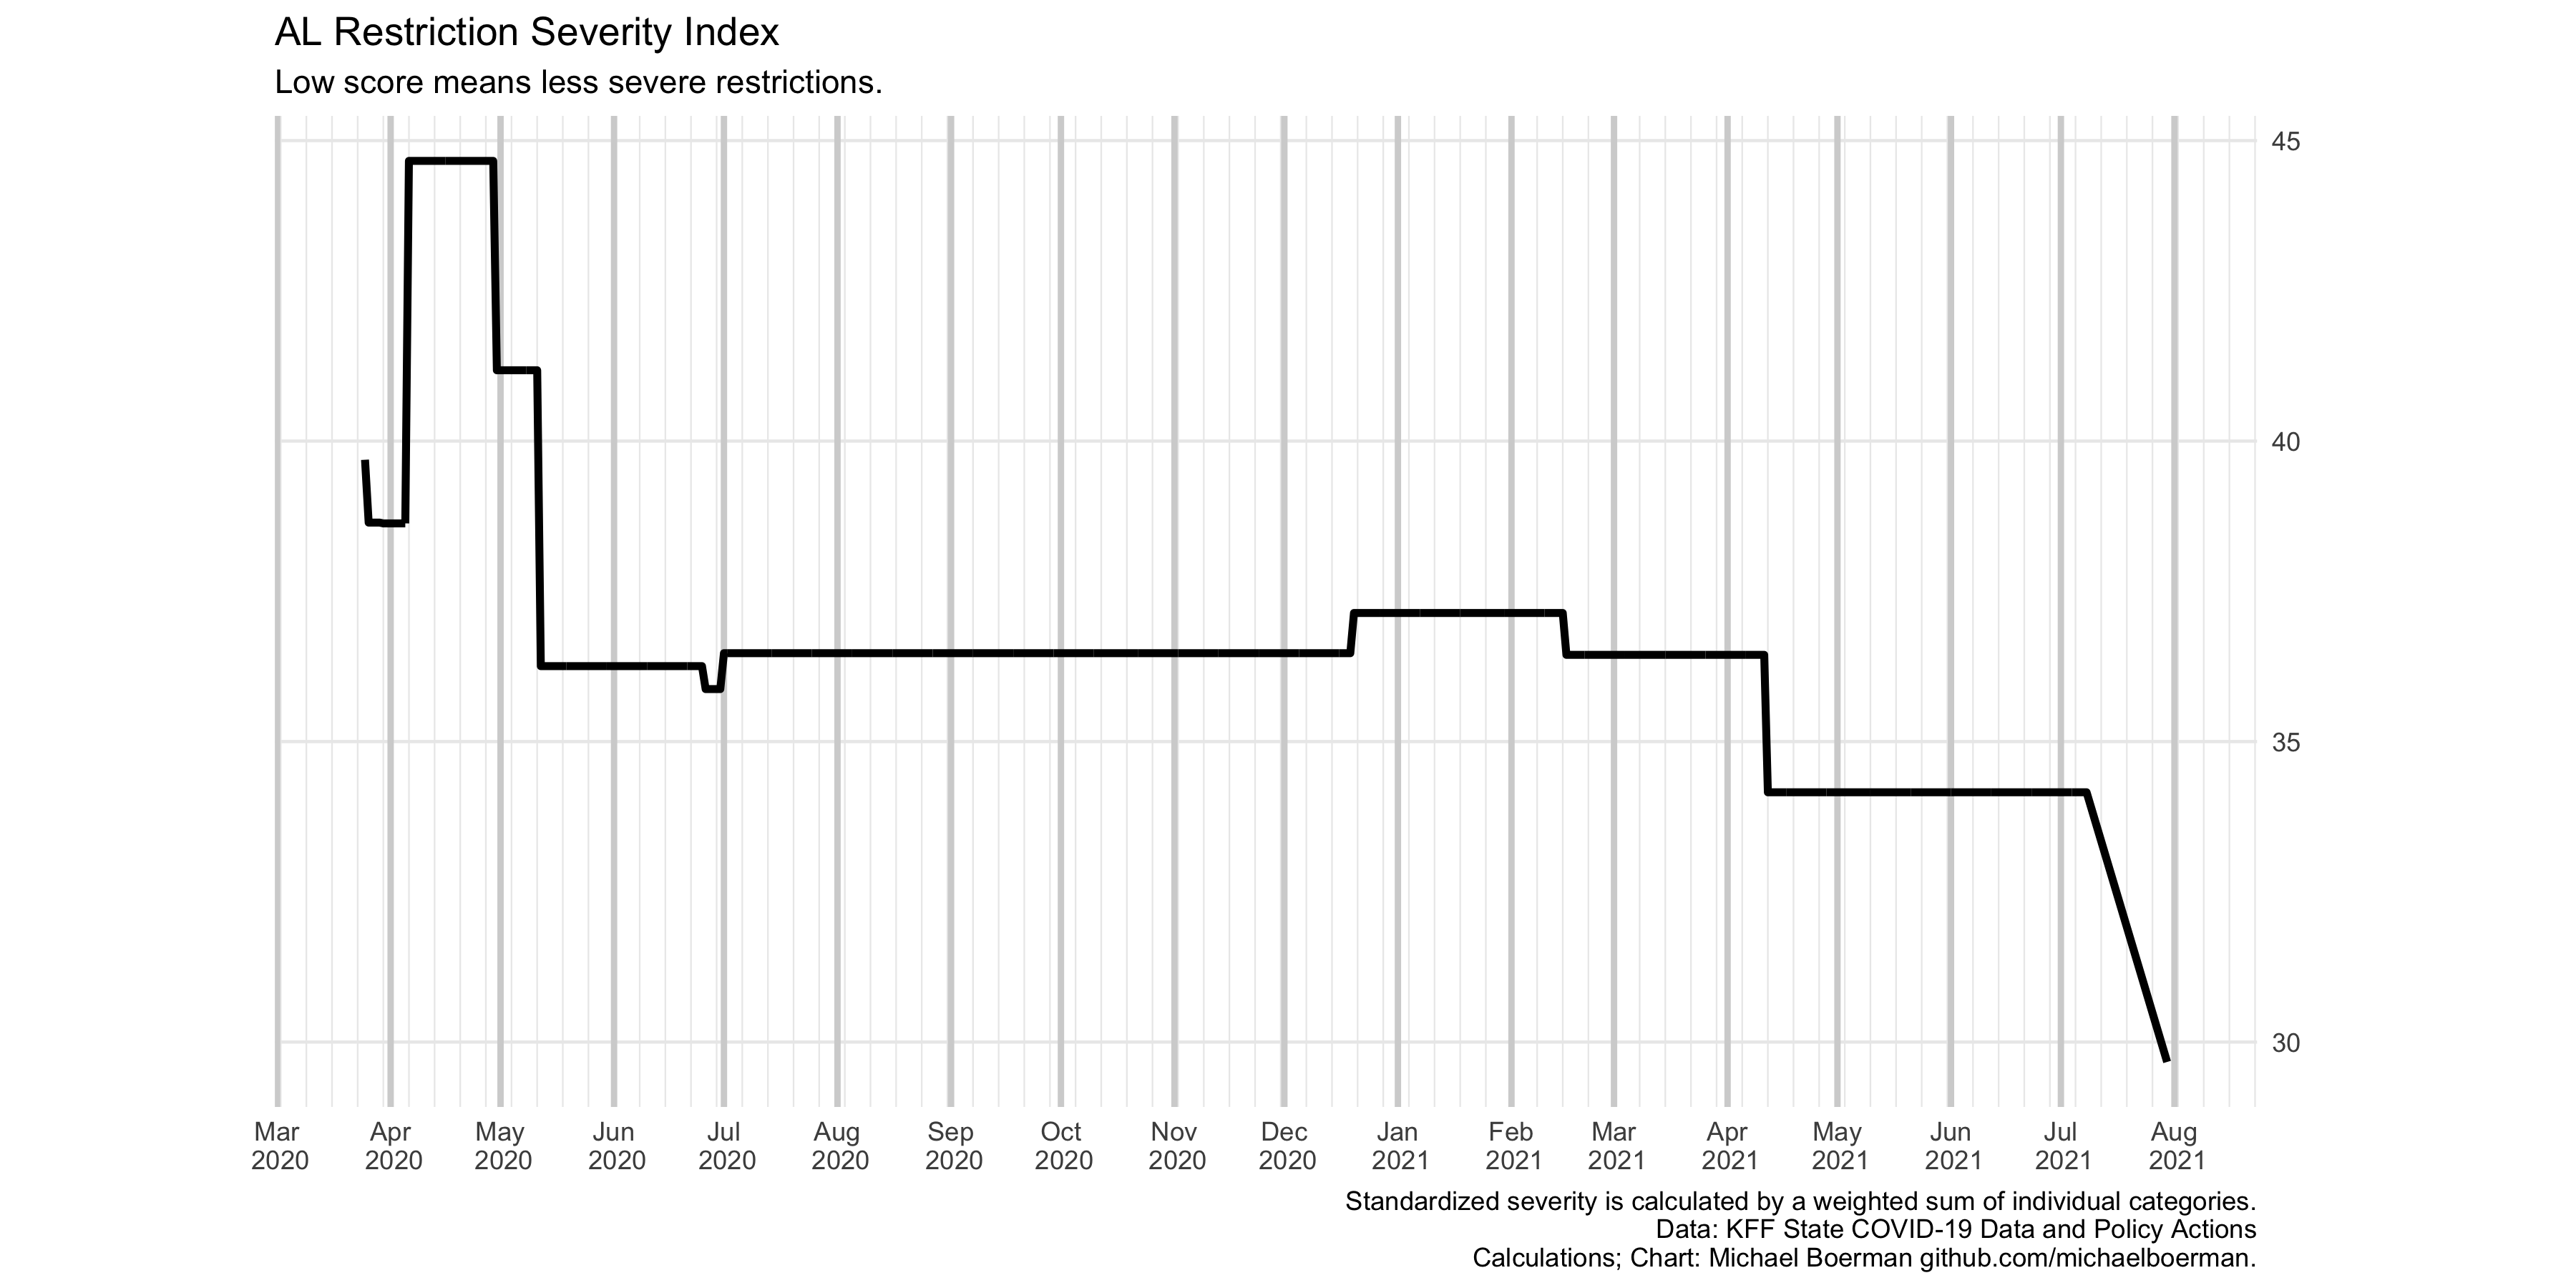 AL Restriction Severity Index
Low score means less severe restrictions.
45
40
35
30
Mar Apr May Jun Jul Aug Sep Oct Nov Dec Jan Feb Mar Apr May Jun Jul Aug
2020 2020 2020 2020 2020 2020 2020 2020 2020 2020 2021 2021 2021 2021 2021 2021 2021 2021
Standardized severity is calculated by a weighted sum of individual categories.
Data: KFF State COVID-19 Data and Policy Actions
Calculations; Chart: Michael Boerman github.com/michaelboerman.